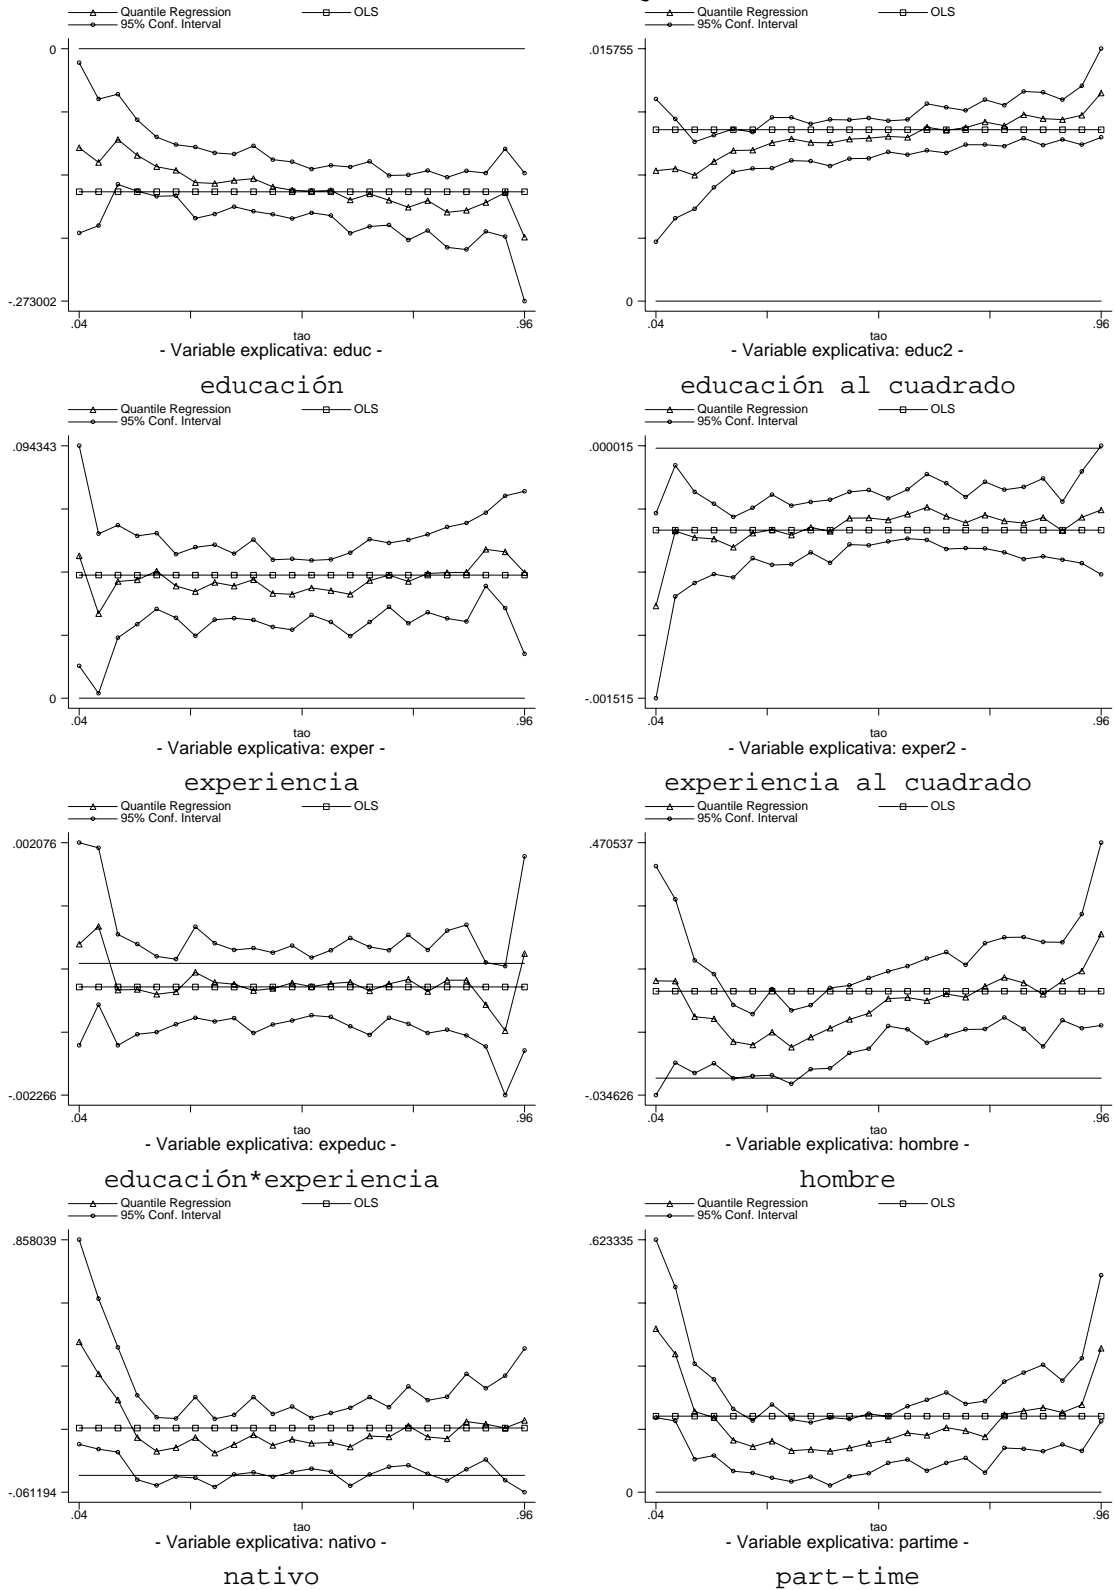 Quantile Regression OLS Quantile Regression OLS
95% Conf. Interval 95% Conf. Interval
0 .015755
-.273002 0
.04 .96 .04 .96
tao tao
- Variable explicativa: educ - - Variable explicativa: educ2 -
educación educación al cuadrado
Quantile Regression OLS Quantile Regression OLS
95% Conf. Interval 95% Conf. Interval
.094343 .000015
0 -.001515
.04 .96 .04 .96
tao tao
- Variable explicativa: exper - - Variable explicativa: exper2 -
experiencia experiencia al cuadrado
Quantile Regression OLS Quantile Regression OLS
95% Conf. Interval 95% Conf. Interval
.002076 .470537
-.002266 -.034626
.04 .96 .04 .96
tao tao
- Variable explicativa: expeduc - - Variable explicativa: hombre -
educación*experiencia hombre
Quantile Regression OLS Quantile Regression OLS
95% Conf. Interval 95% Conf. Interval
.858039 .623335
-.061194 0
.04 .96 .04 .96
tao tao
- Variable explicativa: nativo - - Variable explicativa: partime -
nativo part-time